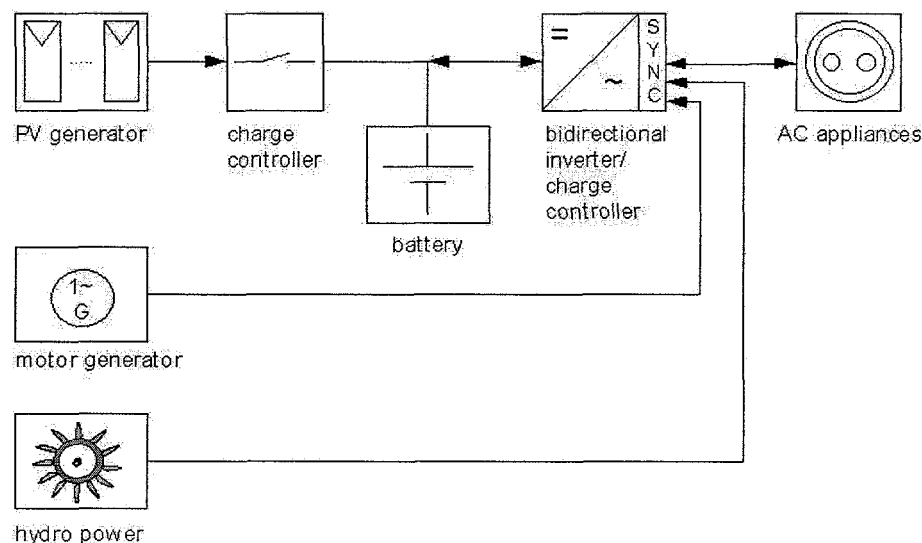 S
Y
N
C
=
~
PV generator
charge
controller
bidirectional
inverter/
charge
controller
AC appliances
battery
1~
G
motor generator
hydro power